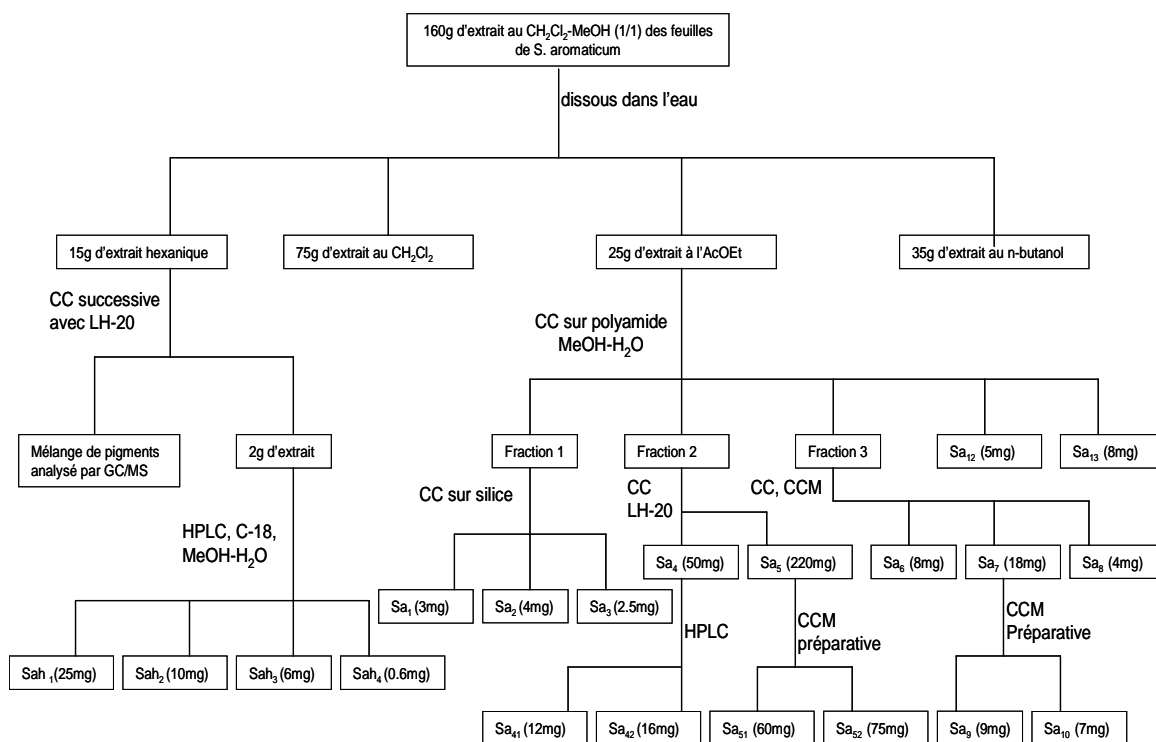 160g d'extrait au CH₂Cl₂-MeOH (1/1) des feuilles
de S. aromaticum
dissous dans l'eau
15g d'extrait hexanique
75g d'extrait au CH₂Cl₂
25g d'extrait à l'AcOEt
35g d'extrait au n-butanol
CC successive
avec LH-20
CC sur polyamide
MeOH-H₂O
Mélange de pigments
analysé par GC/MS
2g d'extrait
Fraction 1
Fraction 2
Fraction 3
Sa₁₂ (5mg)
Sa₁₃ (8mg)
HPLC, C-18,
MeOH-H₂O
CC sur silice
CC
LH-20
CC, CCM
Sa₁ (3mg)
Sa₂ (4mg)
Sa₃ (2.5mg)
Sa₄ (50mg)
Sa₅ (220mg)
Sa₆ (8mg)
Sa₇ (18mg)
Sa₈ (4mg)
HPLC
CCM
préparative
CCM
Préparative
Sah ₁(25mg)
Sah₂ (10mg)
Sah₃ (6mg)
Sah₄ (0.6mg)
Sa₄₁ (12mg)
Sa₄₂ (16mg)
Sa₅₁ (60mg)
Sa₅₂ (75mg)
Sa₉ (9mg)
Sa₁₀ (7mg)